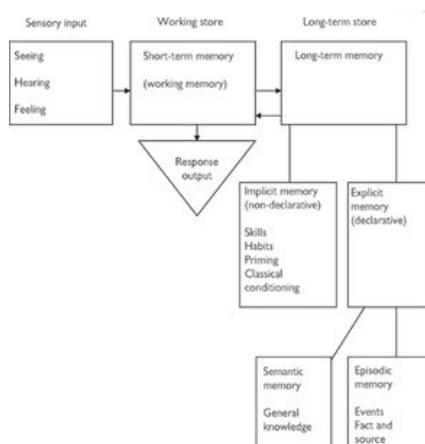 Sensory input
Working store
Long-term store
Seeing
Hearing
Feeling
Short-term memory
(working memory)
Long-term memory
Response
output
Implicit memory
(non-declarative)
Skills
Habits
Priming
Classical
conditioning
Explicit
memory
(declarative)
Semantic
memory
General
knowledge
Episodic
memory
Events
Fact and
source